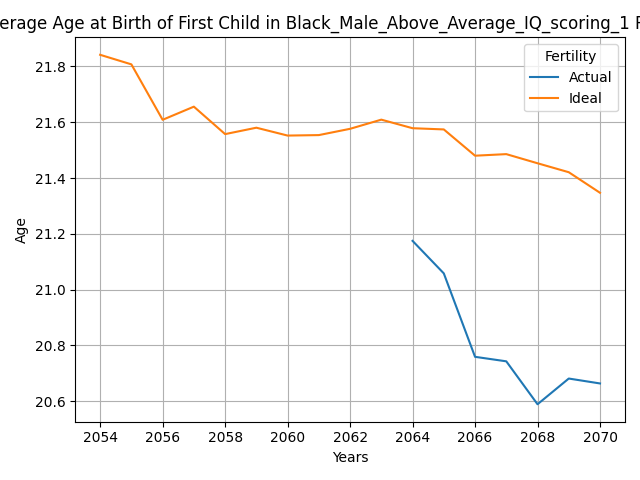 Age at Birth of First Child in Black_Male_Above_Average_IQ_scoring_1
Fertility
Actual
Ideal
21.8
21.6
21.4
21.2
21.0
20.8
20.6
Age
2054 2056 2058 2060 2062 2064 2066 2068 2070
Years